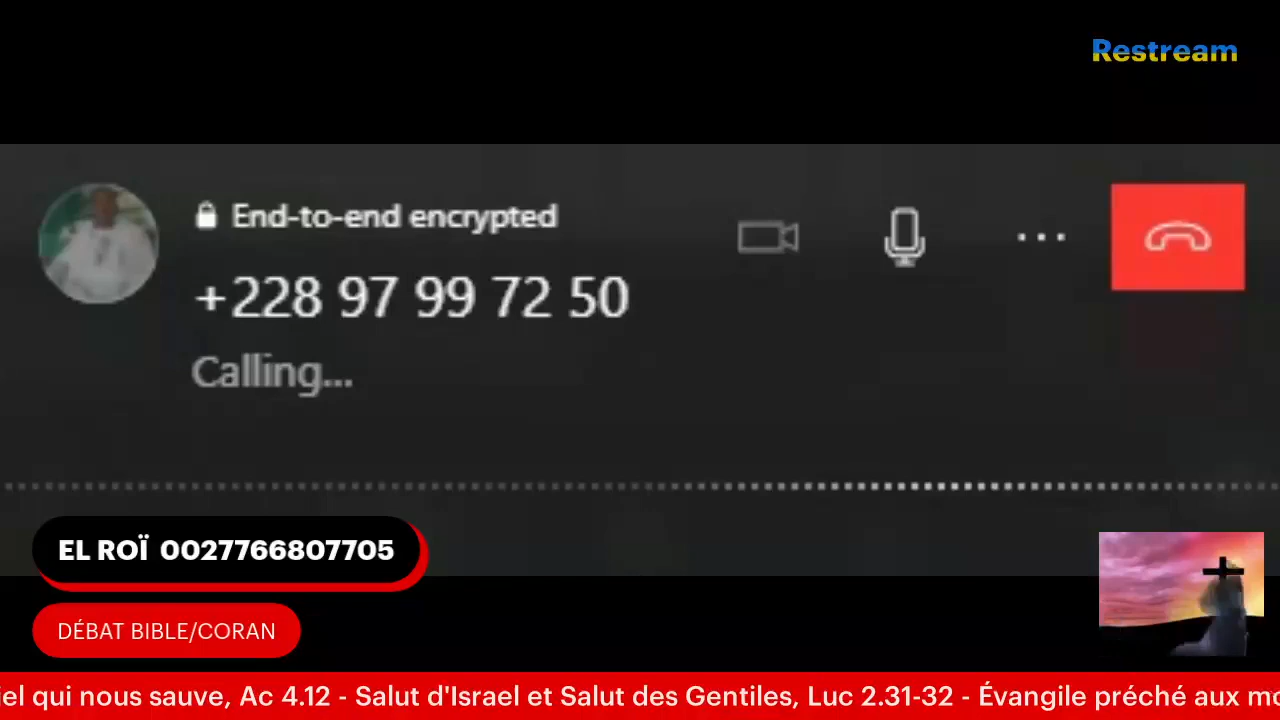 Restream
End-to-end encrypted
+228 97 99 72 50
Calling...
EL ROÏ 0027766807705
DÉBAT BIBLE/CORAN
qui nous sauve, Ac 4.12 - Salut d'Israel et Salut des Gentiles, Luc 2.31-32 - Évangile préché aux